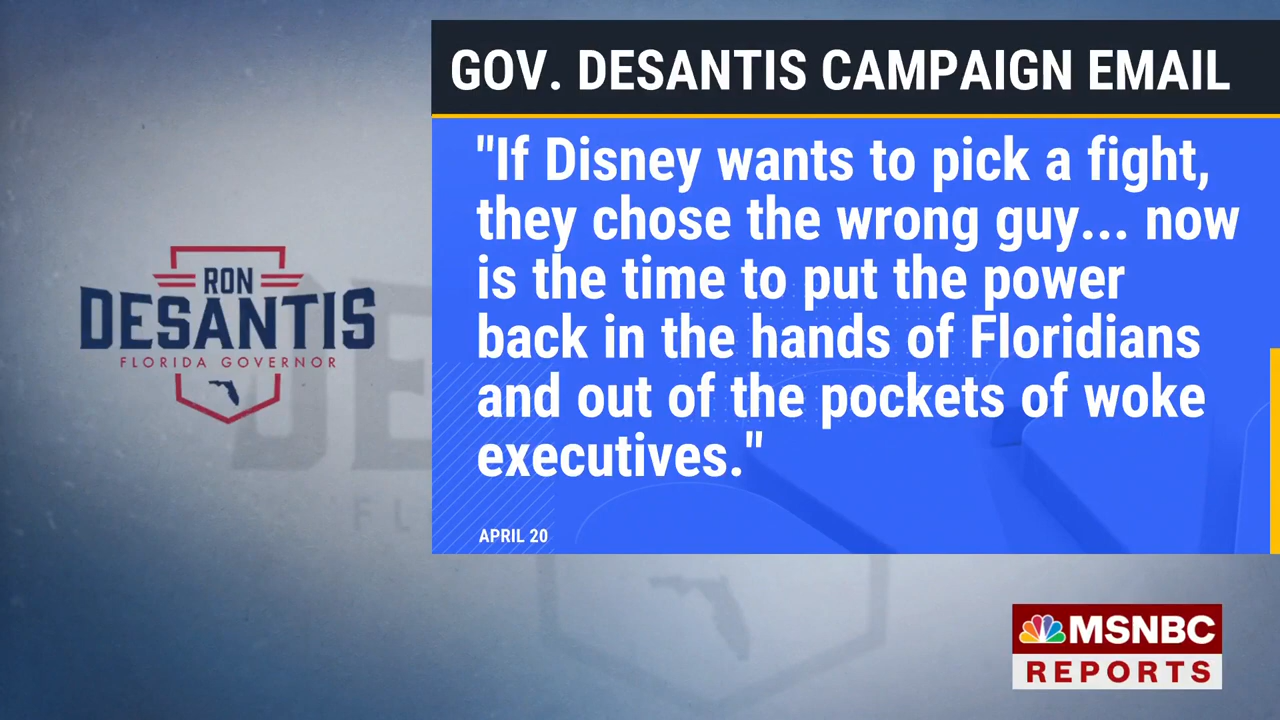 GOV. DESANTIS CAMPAIGN EMAIL
"If Disney wants to pick a fight,
they chose the wrong guy... now
is the time to put the power
back in the hands of Floridians
and out of the pockets of woke
executives."
APRIL 20
RON
DESANTIS
FLORIDA GOVERNOR
DE
FL
MSNBC
REPORTS